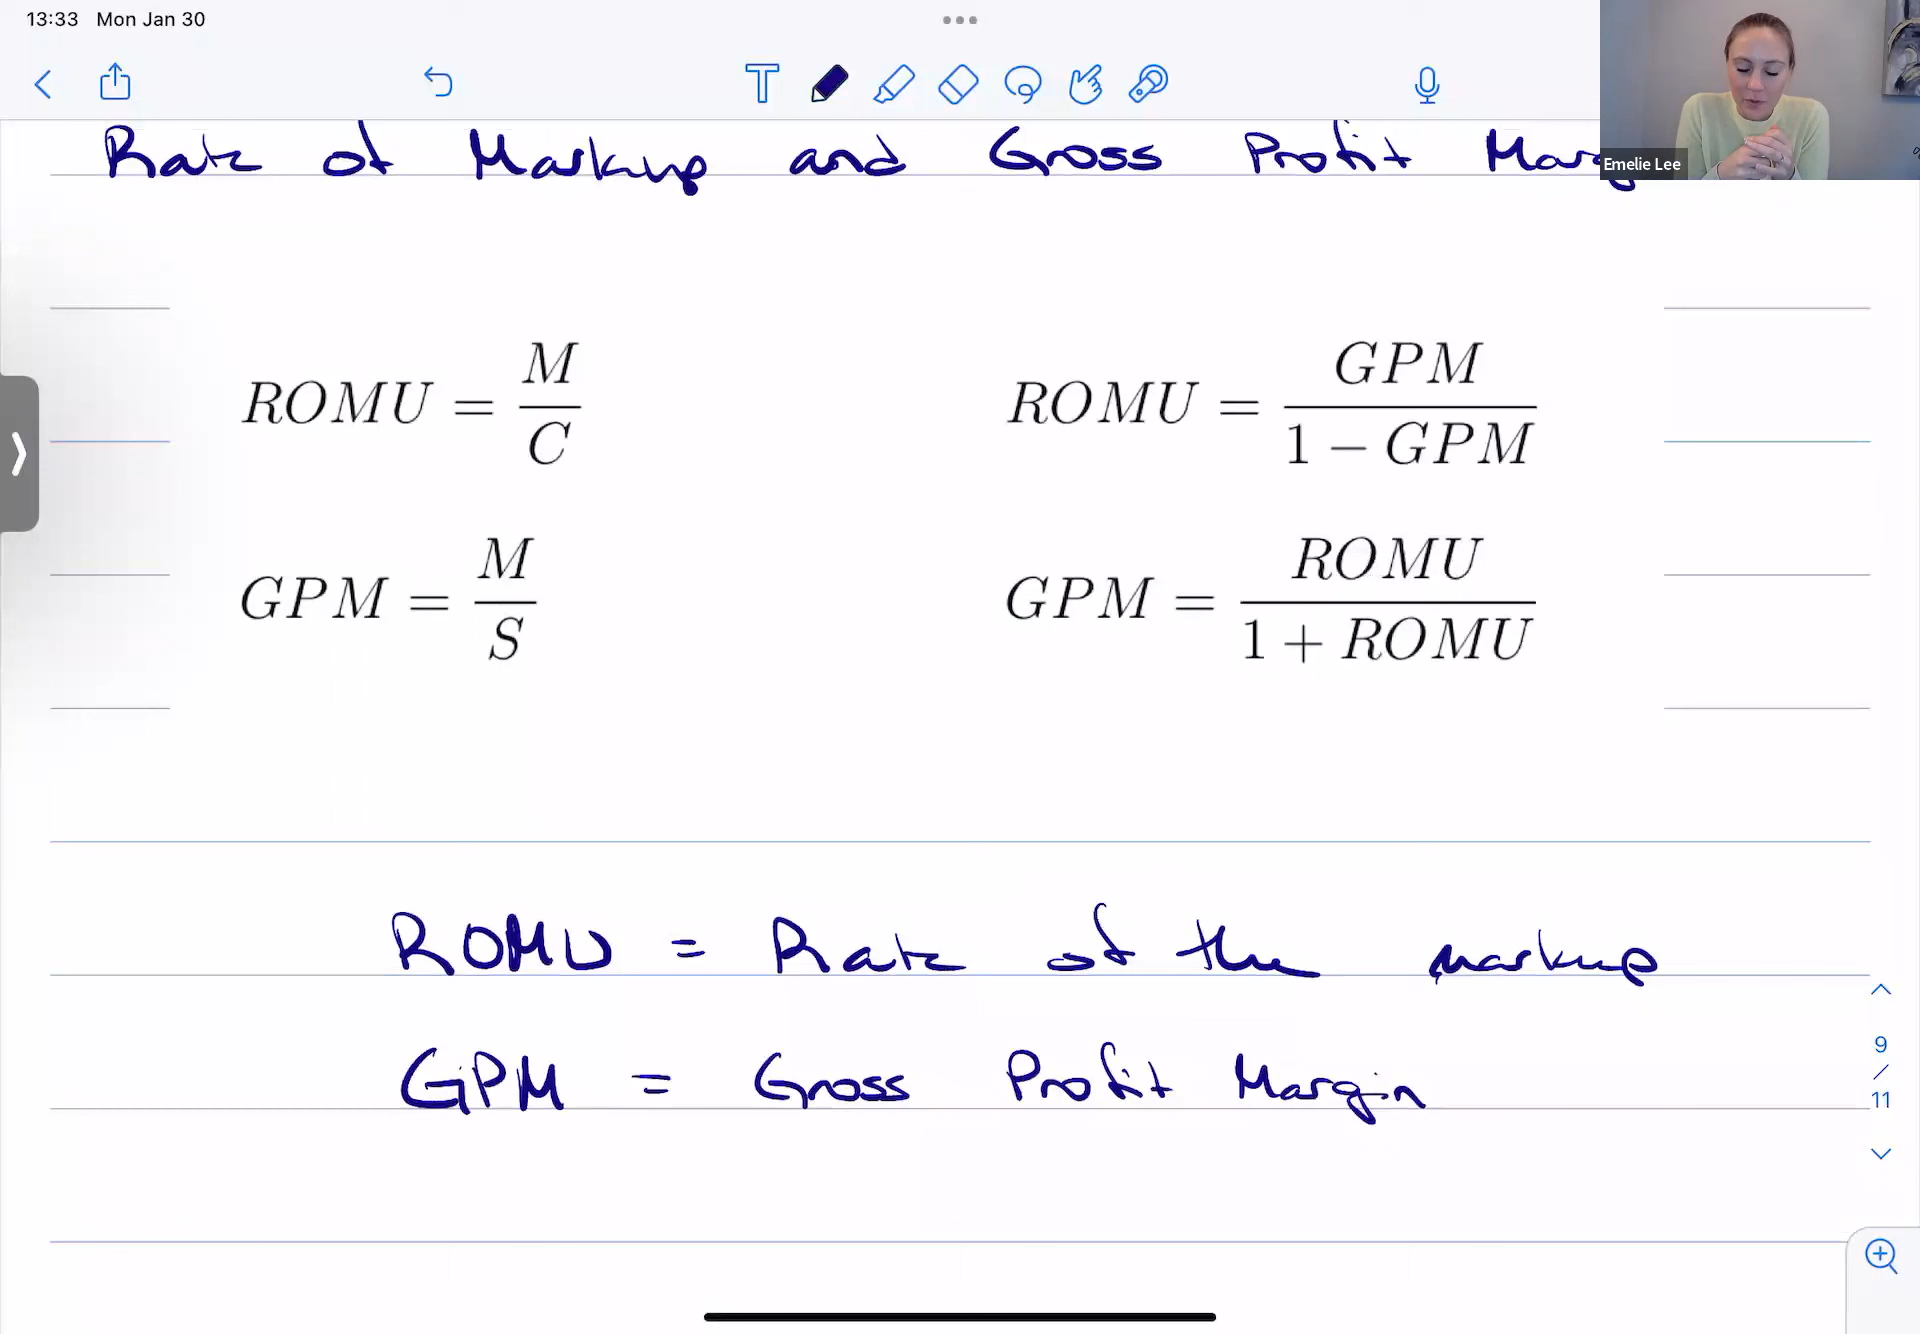 13:33 Mon Jan 30
Rate of Markup and Gross Profit
Emelie Lee
ROMU = M / C
ROMU = GPM / 1 − GPM
GPM = M / S
GPM = ROMU / 1 + ROMU
ROMU = Rate of the markup
GPM = Gross Profit Margin
9
/
11